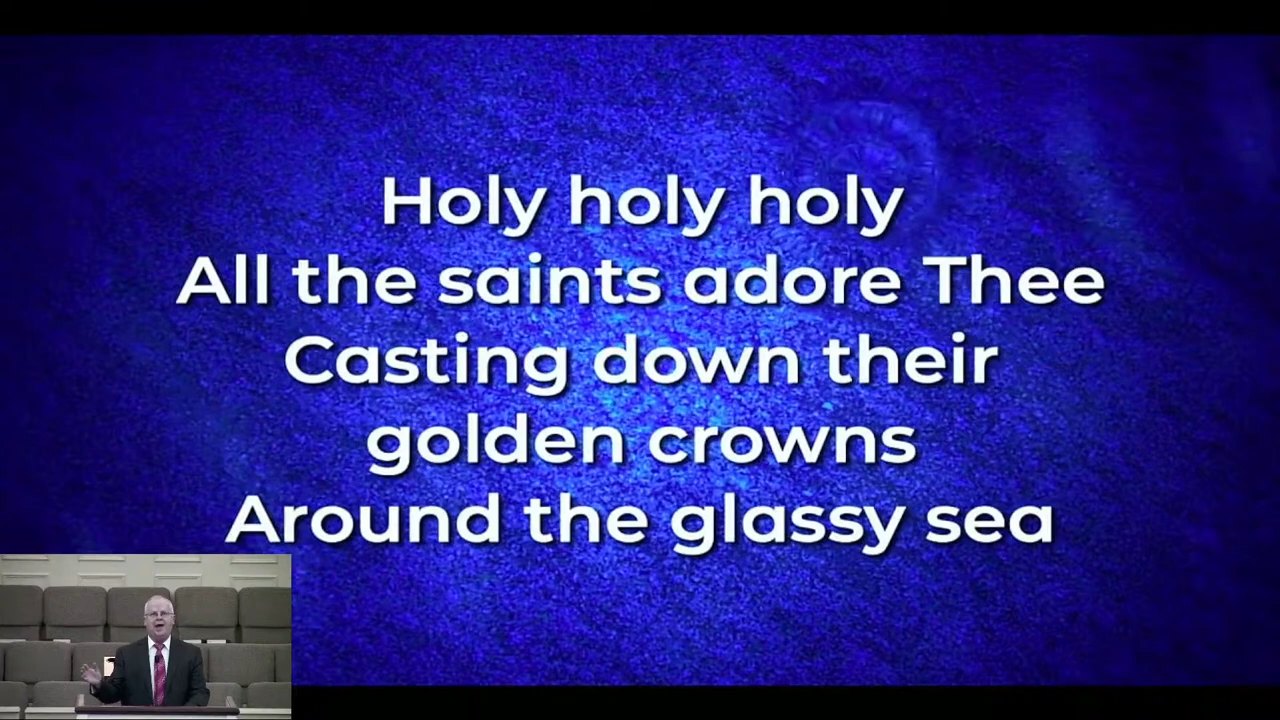 Holy holy holy
All the saints adore Thee
Casting down their
golden crowns
Around the glassy sea